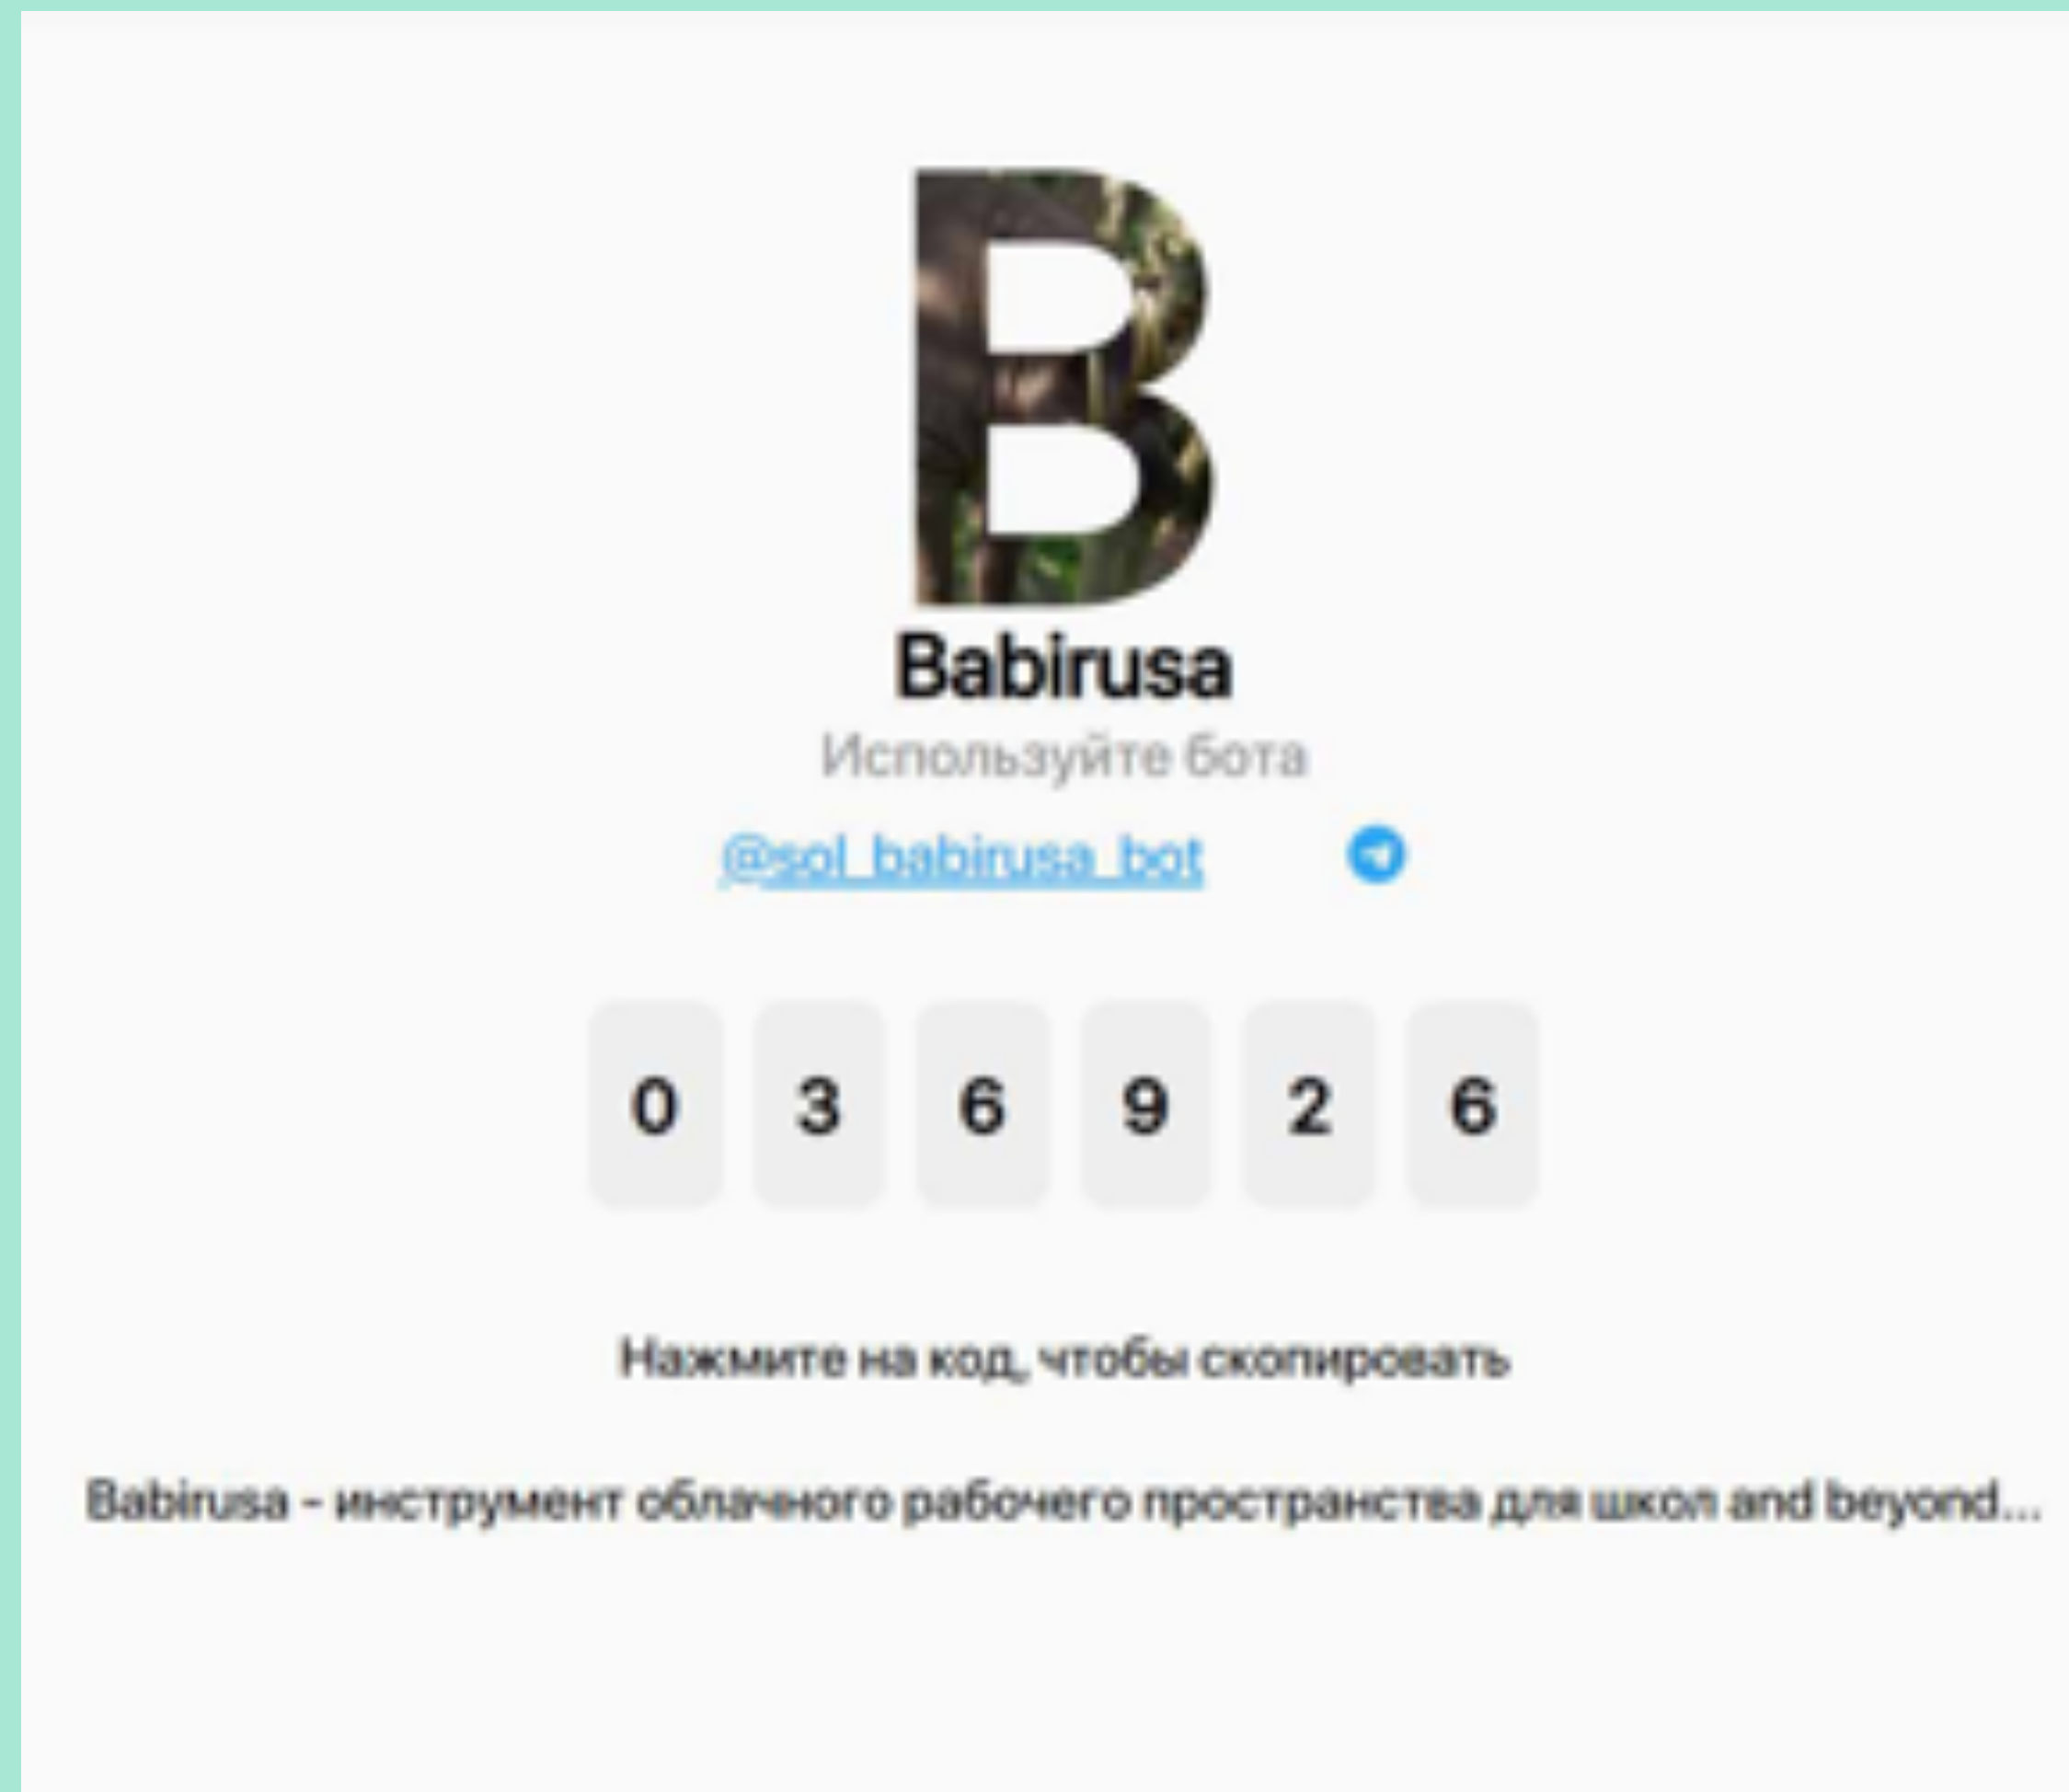 B
Babirusa
Используйте бота
@sol_babirusa_bot
0 3 6 9 2 6
Нажмите на код, чтобы скопировать
Babirusa - инструмент облачного рабочего пространства для школ and beyond...